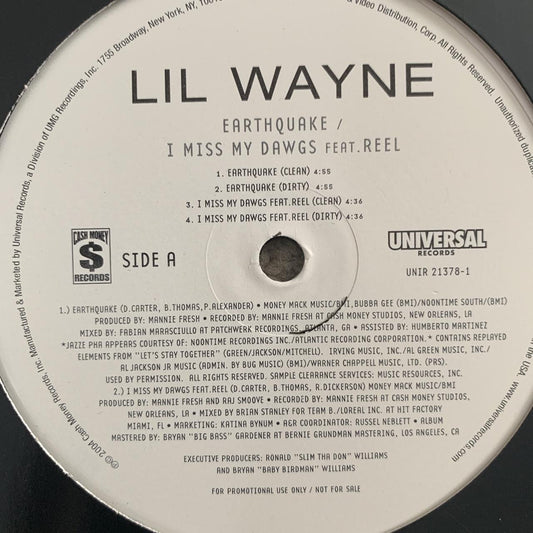 LIL WAYNE
EARTHQUAKE /
I MISS MY DAWGS FEAT.REEL
1. EARTHQUAKE (CLEAN) 4:55
2. EARTHQUAKE (DIRTY) 4:55
3. I MISS MY DAWGS FEAT.REEL (CLEAN) 4:36
4. I MISS MY DAWGS FEAT.REEL (DIRTY) 4:36
CASH MONEY
$
RECORDS
SIDE A
UNIVERSAL
RECORDS
UNIR 21378-1
1.) EARTHQUAKE (D.CARTER, B.THOMAS,P.ALEXANDER) • MONEY MACK MUSIC/BMI,BUBBA GEE (BMI)/NOONTIME SOUTH/(BMI)
PRODUCED BY: MANNIE FRESH • RECORDED BY: MANNIE FRESH AT CASH MONEY STUDIOS, NEW ORLEANS, LA
MIXED BY: FABIAN MARASCIULLO AT PATCHWERK RECORDINGS, ATLANTA, GA • ASSISTED BY: HUMBERTO MARTINEZ
*JAZZE PHA APPEARS COURTESY OF: NOONTIME RECORDINGS INC./ATLANTIC RECORDING CORPORATION. * CONTAINS REPLAYED
ELEMENTS FROM "LET'S STAY TOGETHER" (GREEN/JACKSON/MITCHELL). IRVING MUSIC, INC./AL GREEN MUSIC, INC./
AL JACKSON JR MUSIC (ADMIN. BY BUG MUSIC) (BMI)/WARNER CHAPPELL MUSIC, LTD. (PRS).
USED BY PERMISSION. ALL RIGHTS RESERVED. SAMPLE CLEARANCE SERVICES: MUSIC RESOURCES, INC.
2.) I MISS MY DAWGS FEAT.REEL (D.CARTER, B.THOMAS, R.DICKERSON) MONEY MACK MUSIC/BMI
PRODUCED BY: MANNIE FRESH AND RAJ SMOOVE • RECORDED BY: MANNIE FRESH AT CASH MONEY STUDIOS,
NEW ORLEANS, LA • MIXED BY BRIAN STANLEY FOR TEAM B./LOREAL INC. AT HIT FACTORY
MIAMI, FL • MARKETING: KATINA BYNUM • A&R COORDINATOR: RUSSEL NEBLETT • ALBUM
MASTERED BY: BRYAN "BIG BASS" GARDENER AT BERNIE GRUNDMAN MASTERING, LOS ANGELES, CA
EXECUTIVE PRODUCERS: RONALD "SLIM THA DON" WILLIAMS
AND BRYAN "BABY BIRDMAN" WILLIAMS
FOR PROMOTIONAL USE ONLY / NOT FOR SALE
℗© 2004 Cash Money Records, Inc. Manufactured & Marketed by Universal Records, a Division of UMG Recordings, Inc. 1755 Broadway, New York, NY,
& Video Distribution, Corp. All Rights Reserved. Unauthorized
the USA. www.universalrecords.com